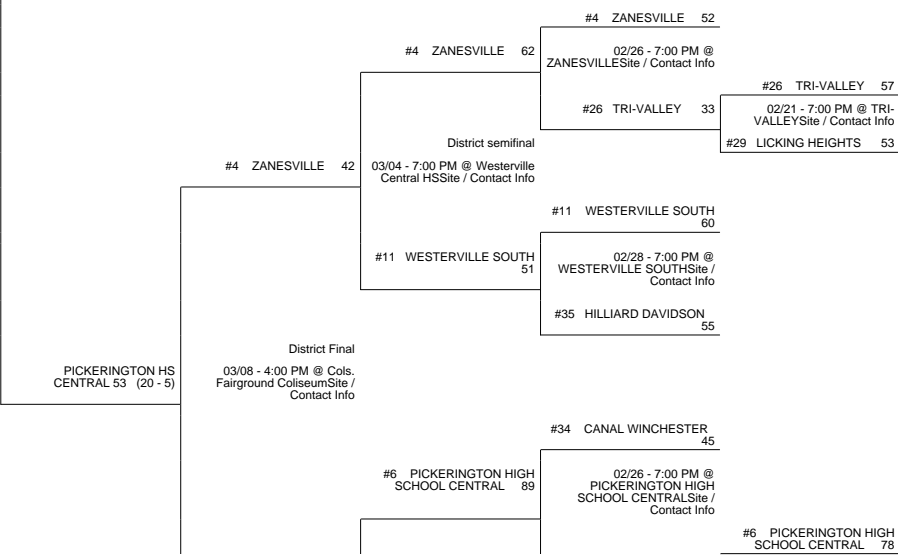 #4 ZANESVILLE 52
#4 ZANESVILLE 62
02/26 - 7:00 PM @
ZANESVILLESite / Contact Info
#26 TRI-VALLEY 57
#26 TRI-VALLEY 33
02/21 - 7:00 PM @ TRI-
VALLEYSite / Contact Info
#29 LICKING HEIGHTS 53
District semifinal
#4 ZANESVILLE 42
03/04 - 7:00 PM @ Westerville
Central HSSite / Contact Info
#11 WESTERVILLE SOUTH
60
#11 WESTERVILLE SOUTH
51
02/28 - 7:00 PM @
WESTERVILLE SOUTHSite /
Contact Info
#35 HILLIARD DAVIDSON
55
District Final
PICKERINGTON HS
CENTRAL 53 (20 - 5)
03/08 - 4:00 PM @ Cols.
Fairground ColiseumSite /
Contact Info
#34 CANAL WINCHESTER
45
#6 PICKERINGTON HIGH
SCHOOL CENTRAL 89
02/26 - 7:00 PM @
PICKERINGTON HIGH
SCHOOL CENTRALSite /
Contact Info
#6 PICKERINGTON HIGH
SCHOOL CENTRAL 78